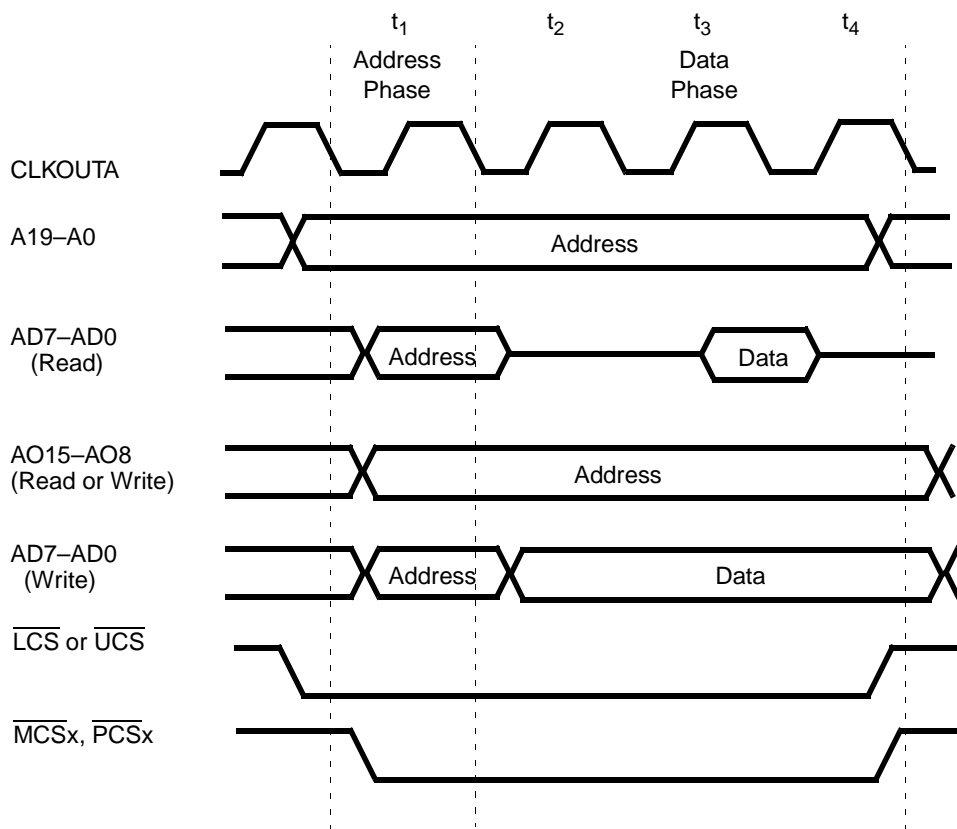 t1 t2 t3 t4
Address Data
Phase Phase
CLKOUTA
A19–A0
Address
AD7–AD0
(Read)
Address Data
AO15–AO8
(Read or Write)
Address
AD7–AD0
(Write)
Address Data
LCS or UCS
MCSx, PCSx